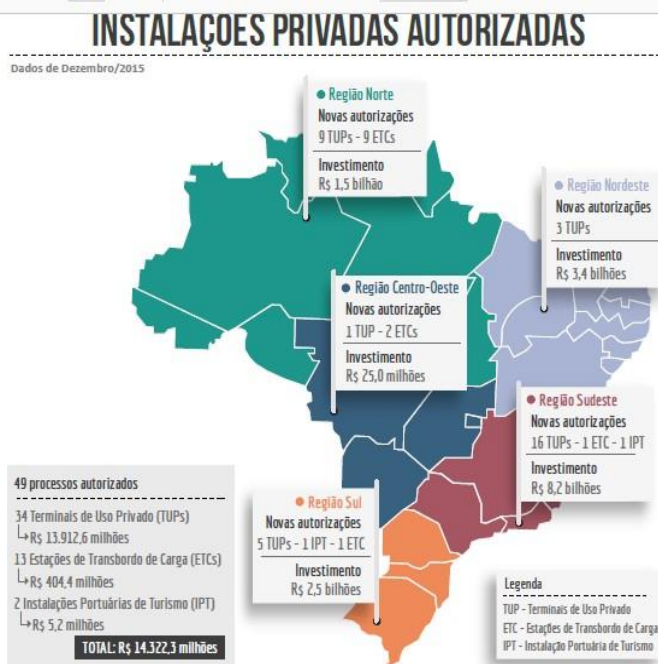 INSTALAÇÕES PRIVADAS AUTORIZADAS
Dados de Dezembro/2015
Região Norte
Novas autorizações
9 TUPs - 9 ETCs
Investimento
R$ 1,5 bilhão
Região Nordeste
Novas autorizações
3 TUPs
Investimento
R$ 3,4 bilhões
Região Centro-Oeste
Novas autorizações
1 TUP - 2 ETCs
Investimento
R$ 25,0 milhões
Região Sudeste
Novas autorizações
16 TUPs - 1 ETC - 1 IPT
Investimento
R$ 8,2 bilhões
Região Sul
Novas autorizações
5 TUPs - 1 IPT - 1 ETC
Investimento
R$ 2,5 bilhões
49 processos autorizados
34 Terminais de Uso Privado (TUPs)
R$ 13.912,6 milhões
13 Estações de Transbordo de Carga (ETCs)
R$ 404,4 milhões
2 Instalações Portuárias de Turismo (IPT)
R$ 5,2 milhões
TOTAL: R$ 14.322,3 milhões
Legenda
TUP - Terminais de Uso Privado
ETC - Estações de Transbordo de Carga
IPT - Instalação Portuária de Turismo